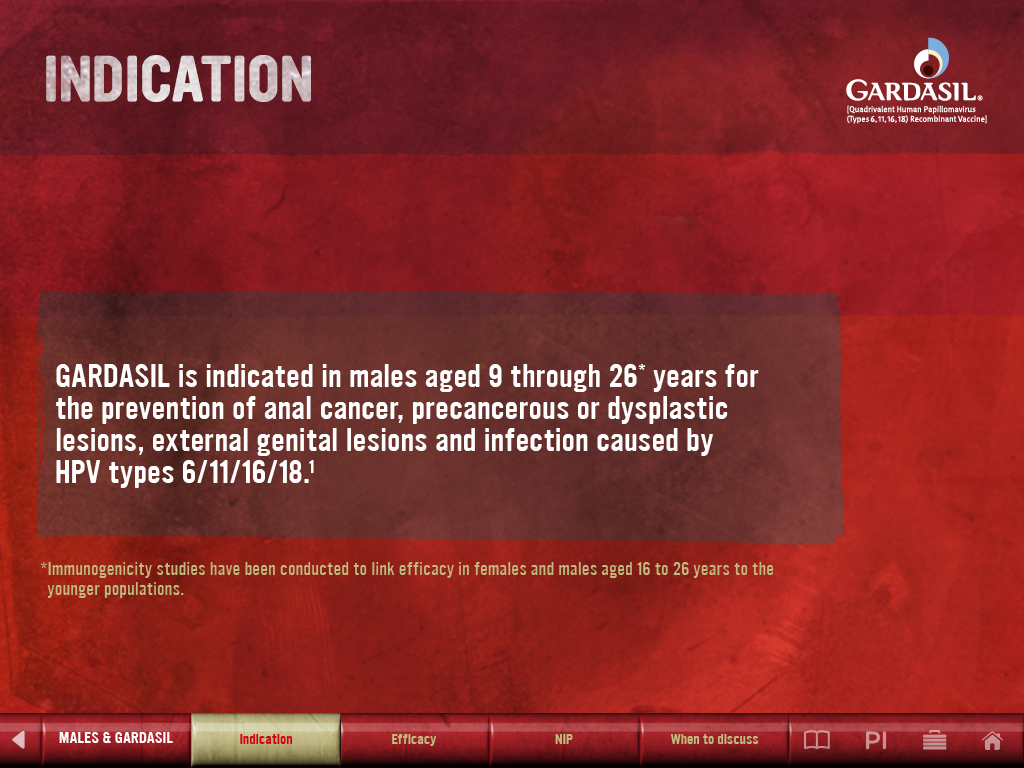 INDICATION
GARDASIL®
[Quadrivalent Human Papillomavirus
(Types 6, 11, 16, 18) Recombinant Vaccine]
GARDASIL is indicated in males aged 9 through 26* years for
the prevention of anal cancer, precancerous or dysplastic
lesions, external genital lesions and infection caused by
HPV types 6/11/16/18.¹
*Immunogenicity studies have been conducted to link efficacy in females and males aged 16 to 26 years to the
younger populations.
MALES & GARDASIL Indication Efficacy NIP When to discuss PI